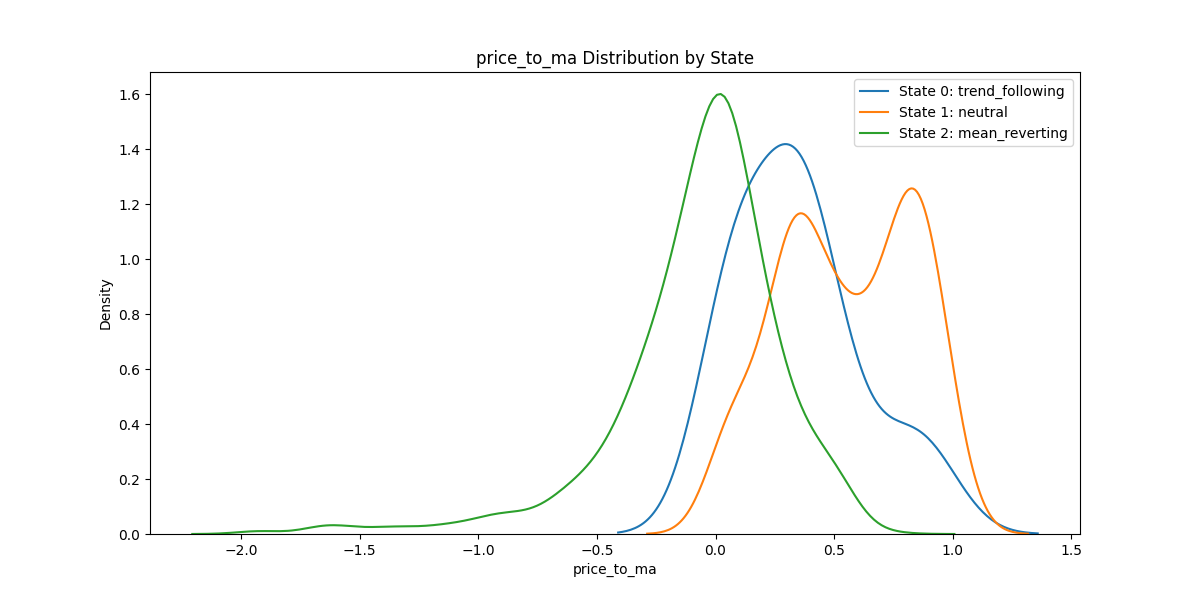 price_to_ma Distribution by State
State 0: trend_following
State 1: neutral
State 2: mean_reverting
Density
1.6
1.4
1.2
1.0
0.8
0.6
0.4
0.2
0.0
−2.0 −1.5 −1.0 −0.5 0.0 0.5 1.0 1.5
price_to_ma